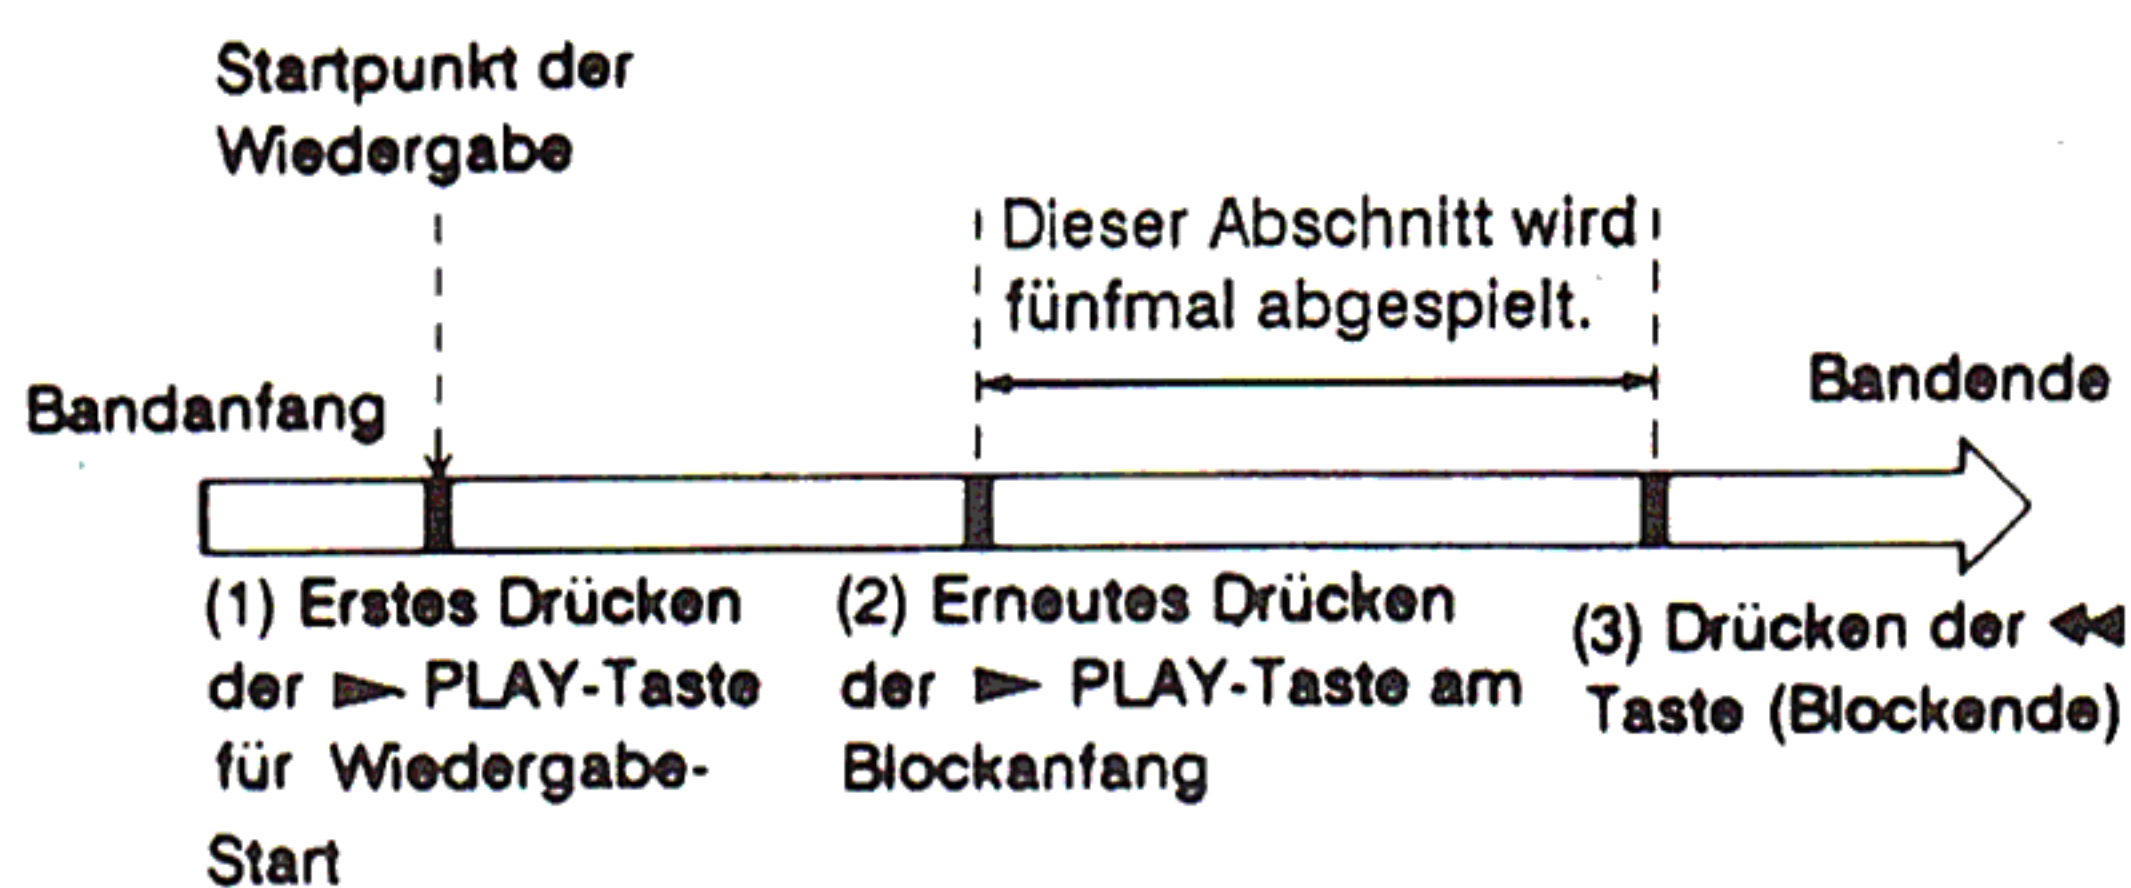 Startpunkt der
Wiedergabe
Dieser Abschnitt wird
fünfmal abgespielt.
Bandanfang
Bandende
(1) Erstes Drücken
der ► PLAY-Taste
für Wiedergabe-
Start
(2) Erneutes Drücken
der ► PLAY-Taste am
Blockanfang
(3) Drücken der ◄◄
Taste (Blockende)